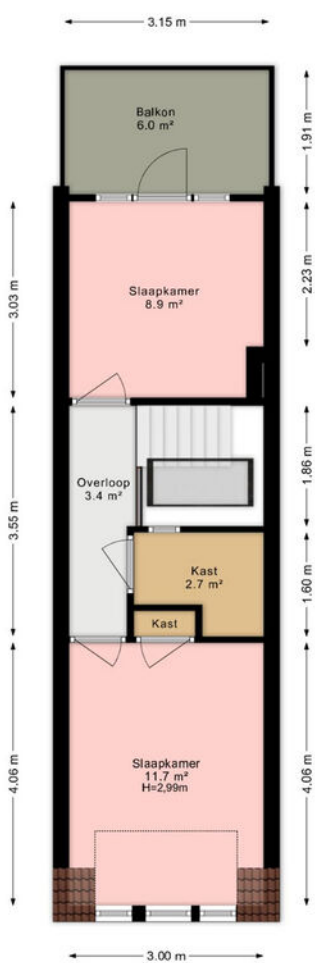 3.15 m
Balkon
6.0 m²
1.91 m
3.03 m
Slaapkamer
8.9 m²
2.23 m
3.55 m
Overloop
3.4 m²
1.86 m
Kast
2.7 m²
1.60 m
Kast
4.06 m
Slaapkamer
11.7 m²
H=2,99m
4.06 m
3.00 m